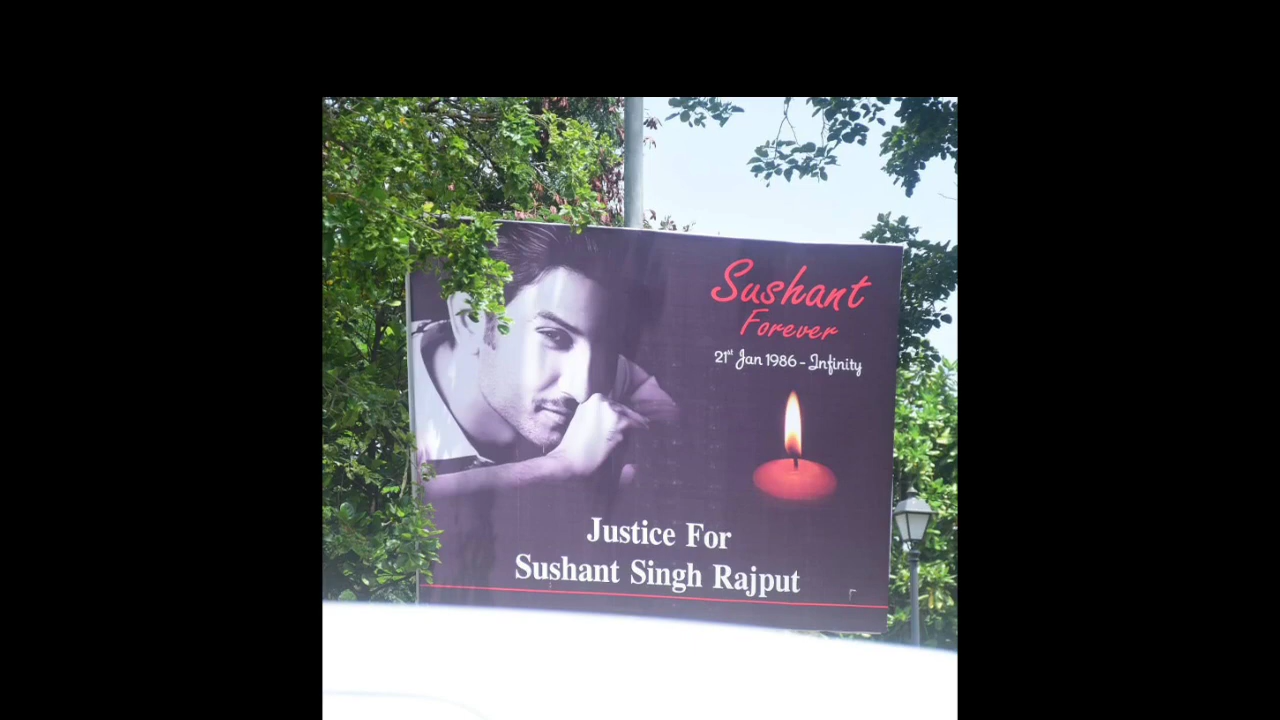 Sushant
Forever
21st Jan 1986 - Infinity
Justice For
Sushant Singh Rajput